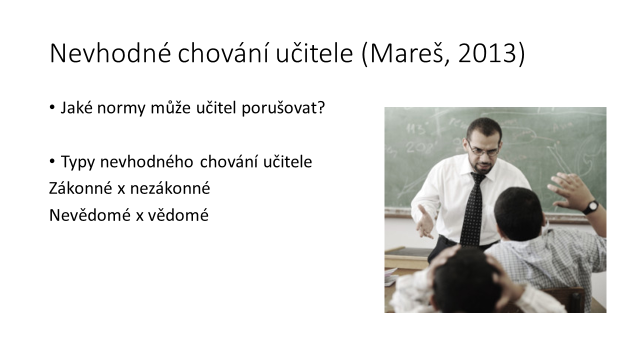 Nevhodné chování učitele (Mareš, 2013)
• Jaké normy může učitel porušovat?
• Typy nevhodného chování učitele
Zákonné x nezákonné
Nevědomé x vědomé